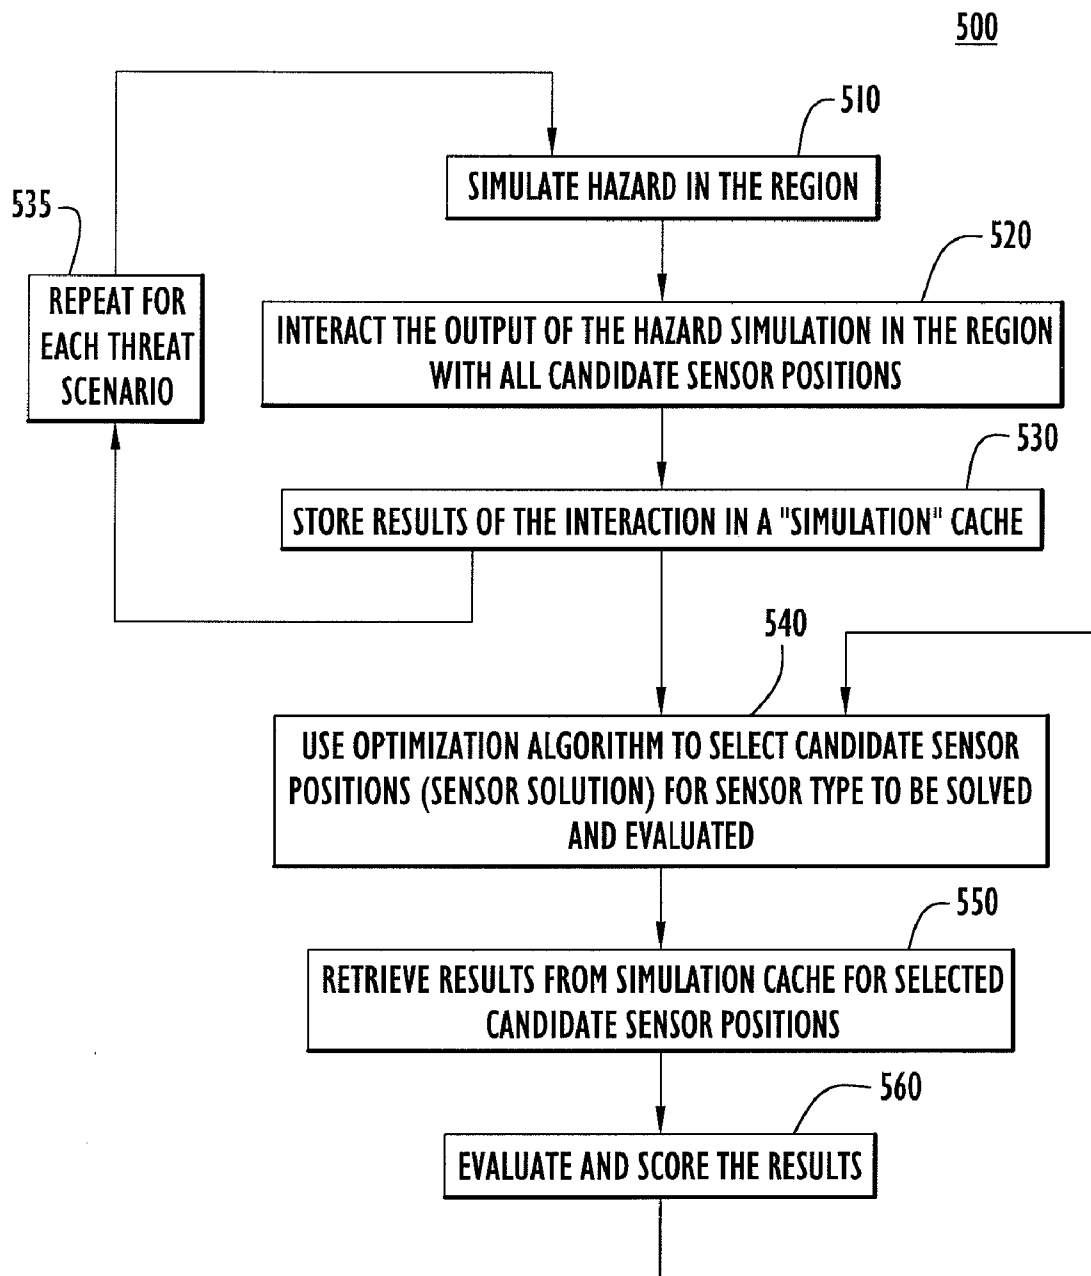 500
510
SIMULATE HAZARD IN THE REGION
535
REPEAT FOR
EACH THREAT
SCENARIO
520
INTERACT THE OUTPUT OF THE HAZARD SIMULATION IN THE REGION
WITH ALL CANDIDATE SENSOR POSITIONS
530
STORE RESULTS OF THE INTERACTION IN A "SIMULATION" CACHE
540
USE OPTIMIZATION ALGORITHM TO SELECT CANDIDATE SENSOR
POSITIONS (SENSOR SOLUTION) FOR SENSOR TYPE TO BE SOLVED
AND EVALUATED
550
RETRIEVE RESULTS FROM SIMULATION CACHE FOR SELECTED
CANDIDATE SENSOR POSITIONS
560
EVALUATE AND SCORE THE RESULTS